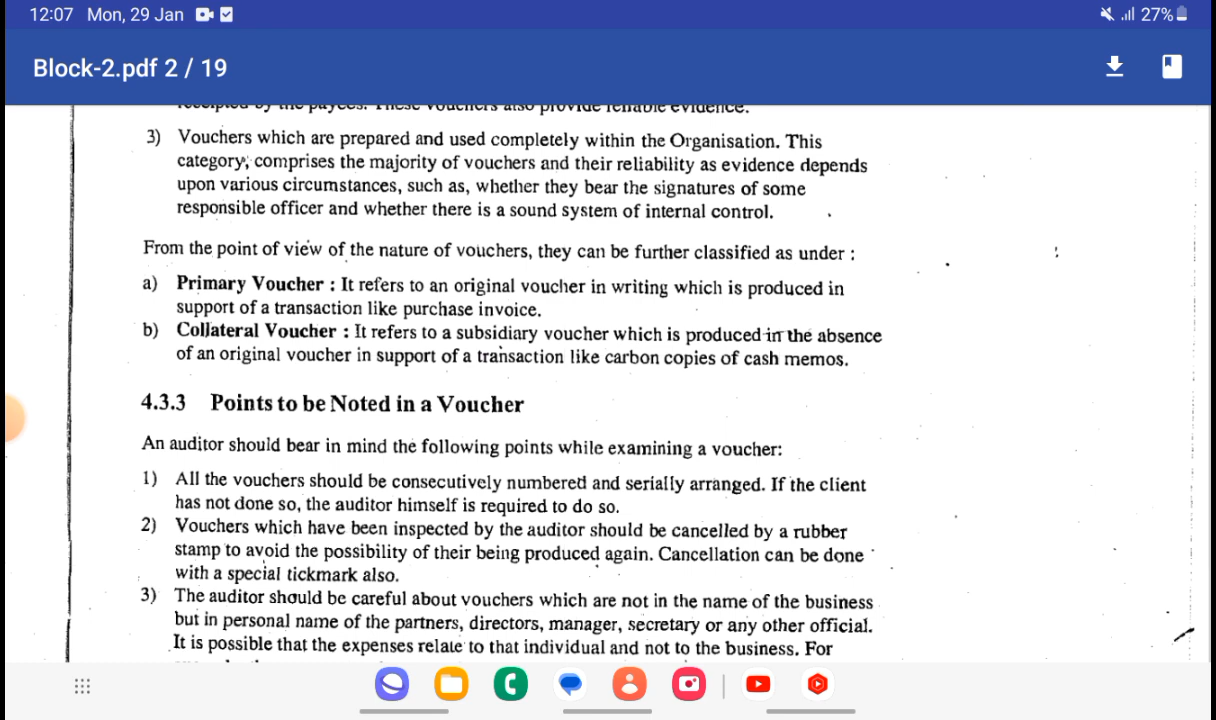 12:07 Mon, 29 Jan
27%
Block-2.pdf 2 / 19
receipted by the payees. These vouchers also provide reliable evidence.
3) Vouchers which are prepared and used completely within the Organisation. This
category, comprises the majority of vouchers and their reliability as evidence depends
upon various circumstances, such as, whether they bear the signatures of some
responsible officer and whether there is a sound system of internal control.
From the point of view of the nature of vouchers, they can be further classified as under :
a) Primary Voucher : It refers to an original voucher in writing which is produced in
support of a transaction like purchase invoice.
b) Collateral Voucher : It refers to a subsidiary voucher which is produced in the absence
of an original voucher in support of a transaction like carbon copies of cash memos.
4.3.3 Points to be Noted in a Voucher
An auditor should bear in mind the following points while examining a voucher:
1) All the vouchers should be consecutively numbered and serially arranged. If the client
has not done so, the auditor himself is required to do so.
2) Vouchers which have been inspected by the auditor should be cancelled by a rubber
stamp to avoid the possibility of their being produced again. Cancellation can be done
with a special tickmark also.
3) The auditor should be careful about vouchers which are not in the name of the business
but in personal name of the partners, directors, manager, secretary or any other official.
It is possible that the expenses relate to that individual and not to the business. For